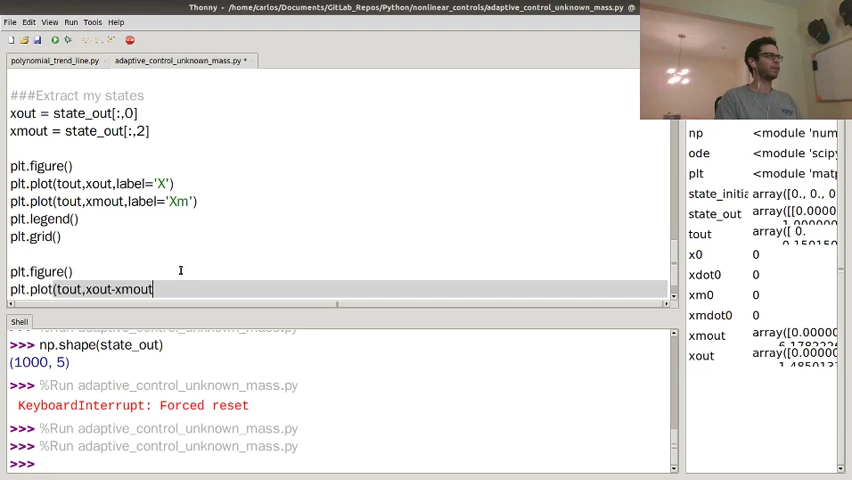 Thonny - /home/carlos/Documents/GitLab_Repos/Python/nonlinear_controls/adaptive_control_unknown_mass.py @
File Edit View Run Tools Help
polynomial_trend_line.py adaptive_control_unknown_mass.py *
###Extract my states
xout = state_out[:,0]
xmout = state_out[:,2]
plt.figure()
plt.plot(tout,xout,label='X')
plt.plot(tout,xmout,label='Xm')
plt.legend()
plt.grid()
plt.figure()
plt.plot(tout,xout-xmout
Shell
>>> np.shape(state_out)
(1000, 5)
>>> %Run adaptive_control_unknown_mass.py
KeyboardInterrupt: Forced reset
>>> %Run adaptive_control_unknown_mass.py
>>> %Run adaptive_control_unknown_mass.py
>>>
np <module 'num
ode <module 'scip
plt <module 'mat
state_initia array([0., 0., 0
state_out array([[0.0000
tout array([ 0.
x0 0
xdot0 0
xm0 0
xmdot0 0
xmout array([0.0000
xout array([0.0000